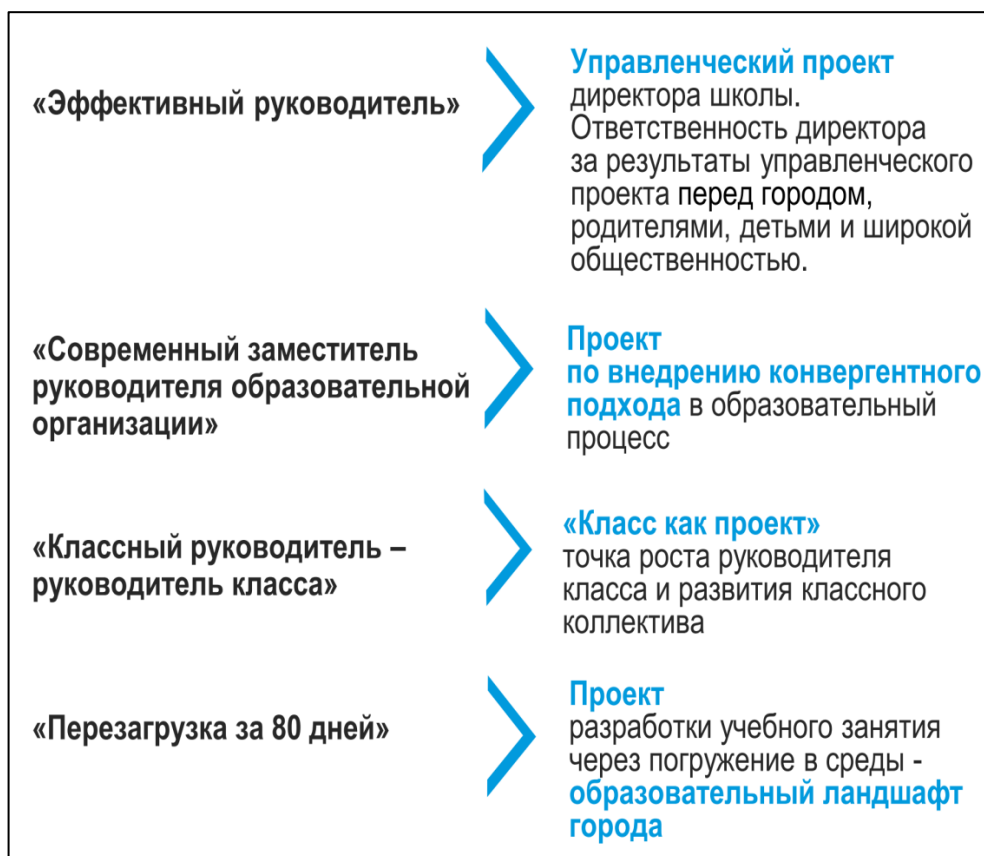 «Эффективный руководитель»
Управленческий проект
директора школы.
Ответственность директора
за результаты управленческого
проекта перед городом,
родителями, детьми и широкой
общественностью.
«Современный заместитель
руководителя образовательной
организации»
Проект
по внедрению конвергентного
подхода в образовательный
процесс
«Классный руководитель –
руководитель класса»
«Класс как проект»
точка роста руководителя
класса и развития классного
коллектива
«Перезагрузка за 80 дней»
Проект
разработки учебного занятия
через погружение в среды -
образовательный ландшафт
города